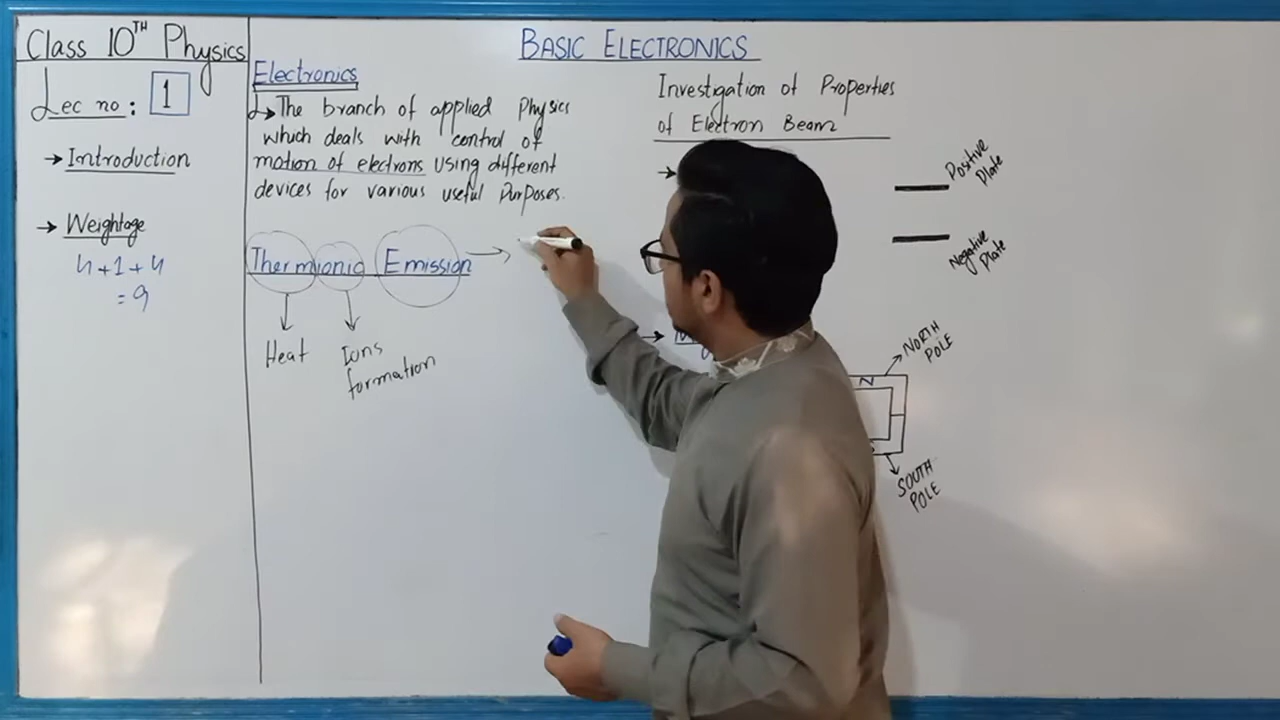 Class 10TH Physics
Lec no: 1
→ Introduction
→ Weightage
4+1+4
= 9
BASIC ELECTRONICS
Electronics
↳ The branch of applied Physics
which deals with control of
motion of electrons using different
devices for various useful Purposes.
Thermionic Emission →
Heat
Ions
formation
Investigation of Properties
of Electron Beam
→
Positive
Plate
Negative
Plate
→
N
NORTH
POLE
SOUTH
POLE